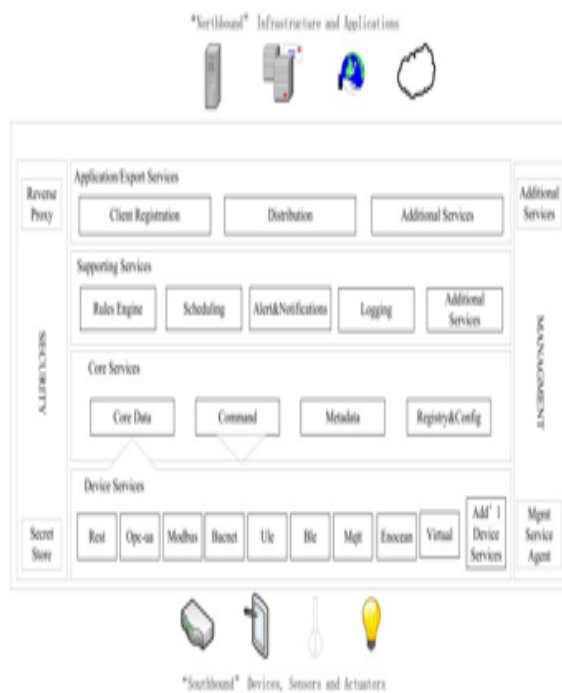 "Northbound" Infrastructure and Applications
Application/Export Services
Reverse
Proxy
Client Registration
Distribution
Additional Services
Additional
Services
Supporting Services
Rules Engine
Scheduling
Alert&Notifications
Logging
Additional
Services
SECURITY
MANAGMENT
Core Services
Core Data
Command
Metadata
Registry&Config
Device Services
Secret
Store
Rest
Opc-ua
Modbus
Bacnet
Ule
Ble
Mqtt
Enocean
Virtual
Add'l
Device
Services
Mgmt
Service
Agent
"Southbound" Devices, Sensors and Actuators